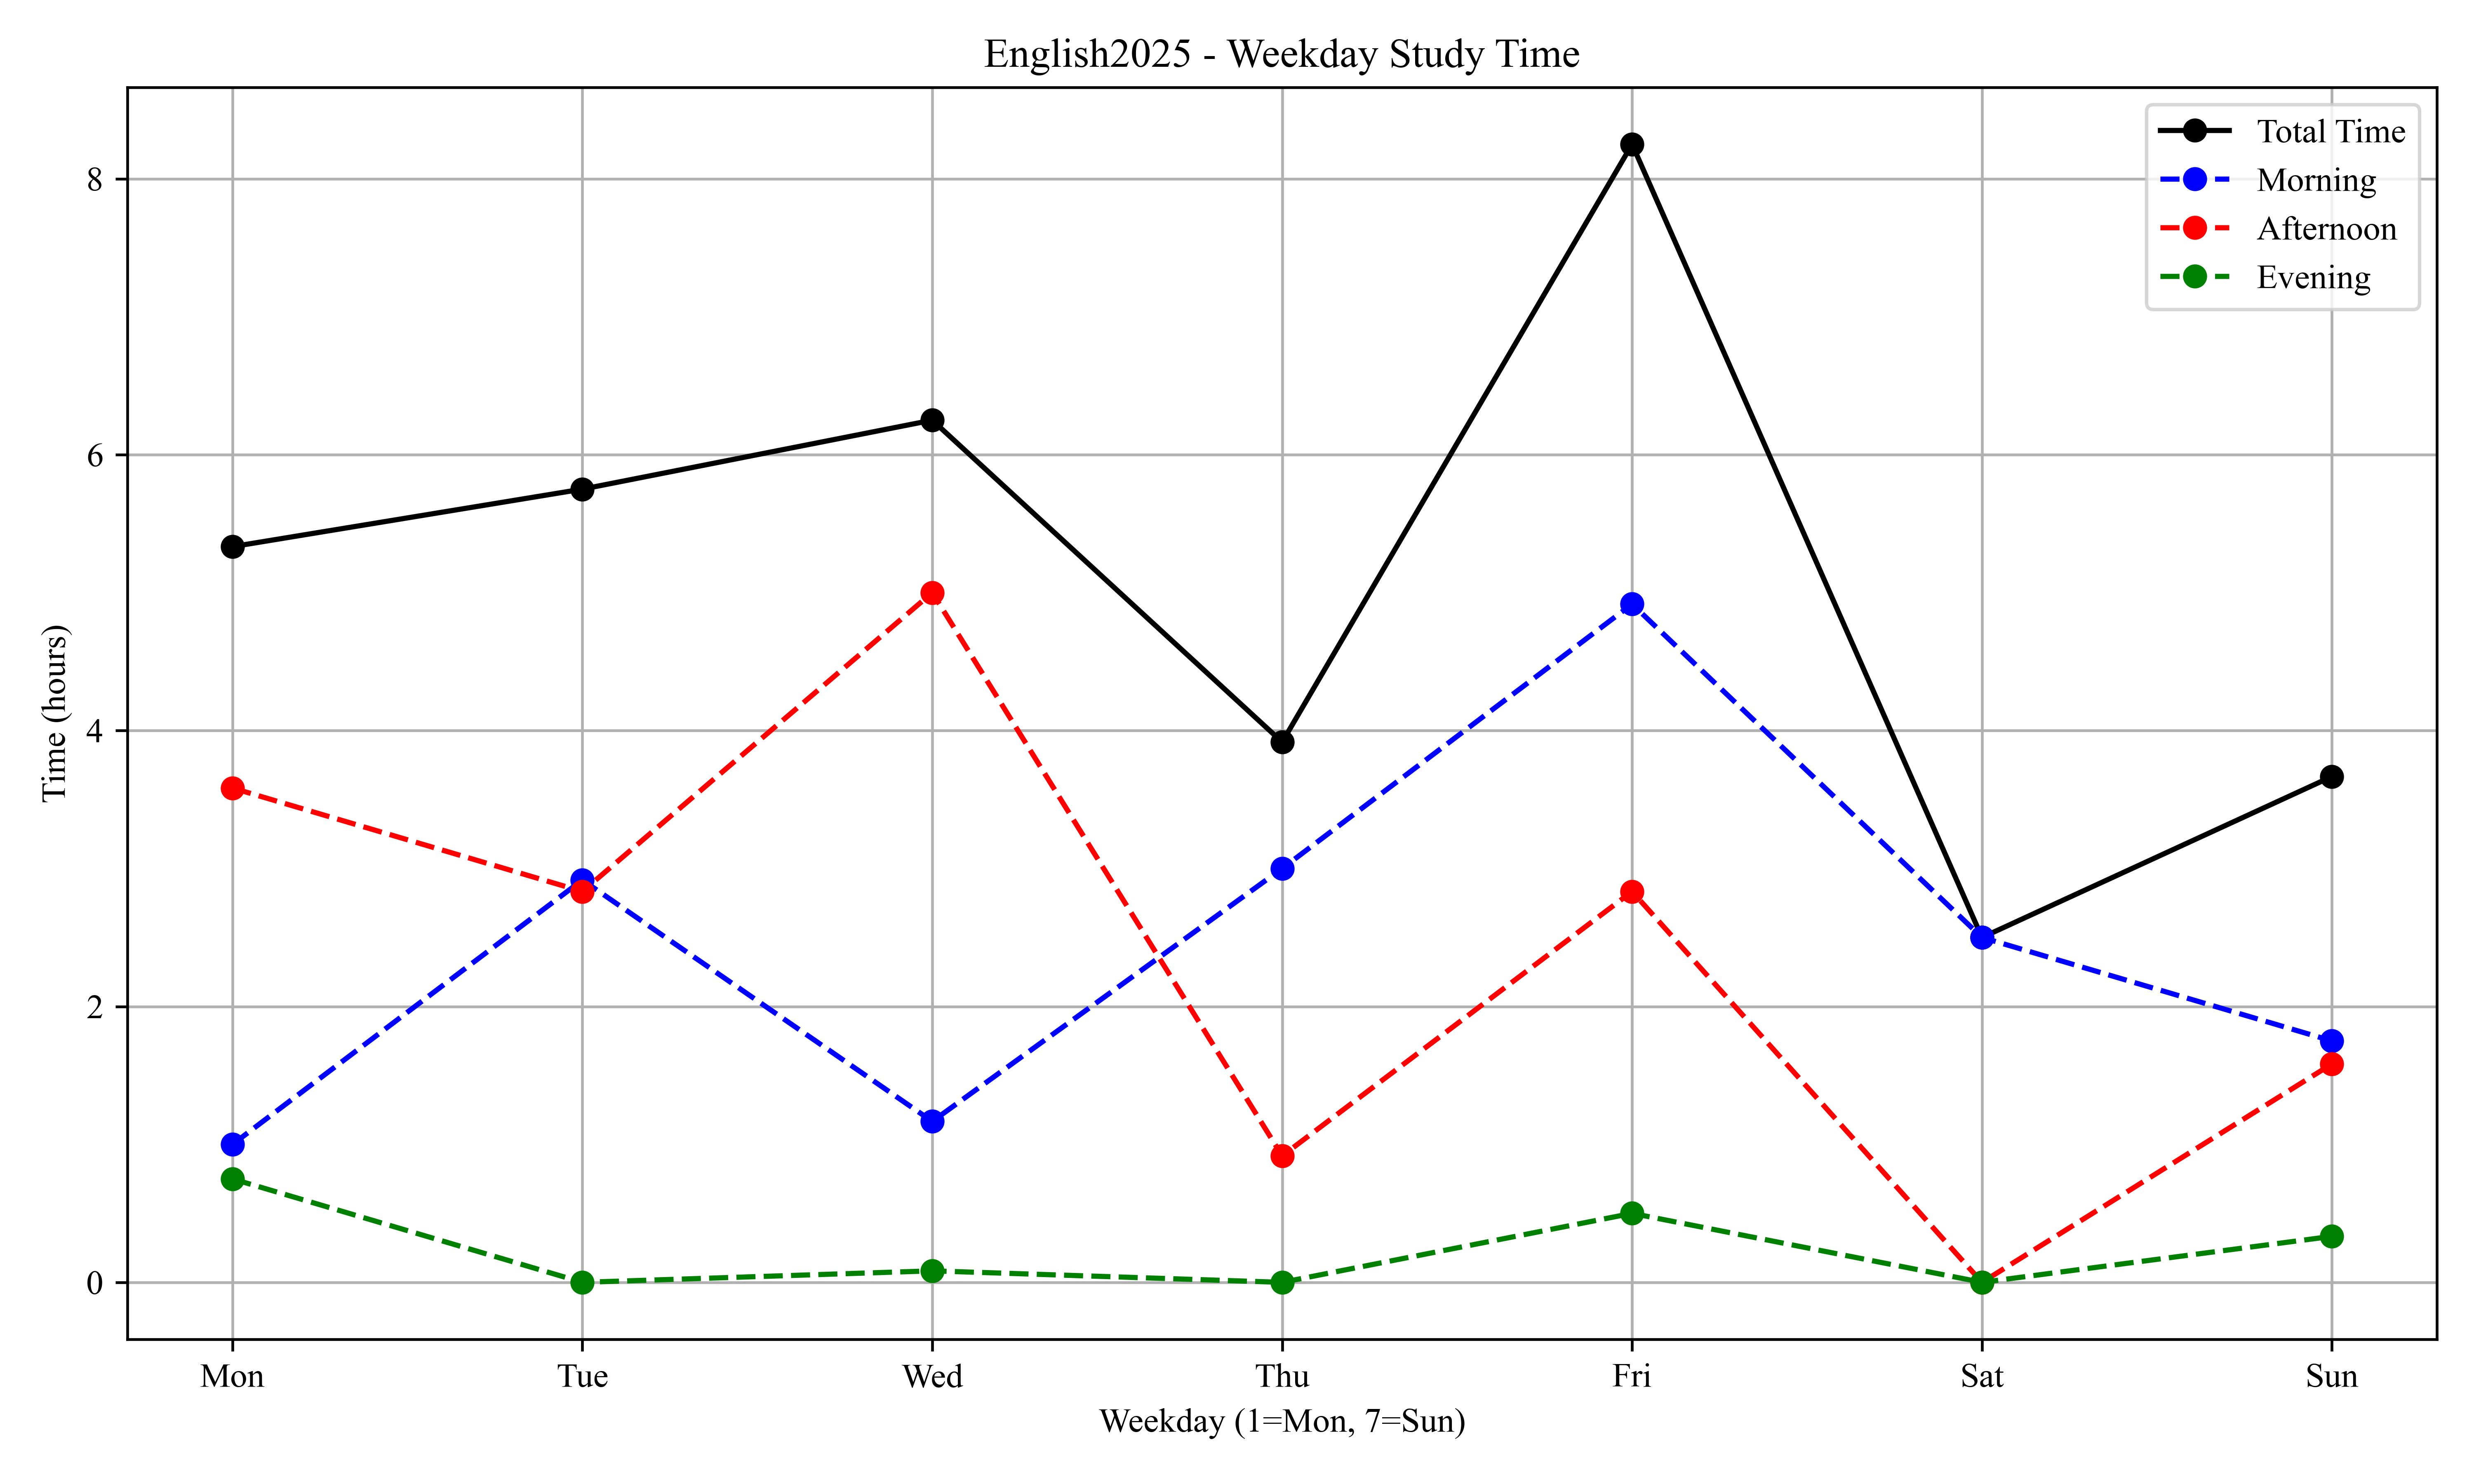 English2025 - Weekday Study Time
Total Time
Morning
Afternoon
Evening
8
6
4
2
0
Time (hours)
Mon Tue Wed Thu Fri Sat Sun
Weekday (1=Mon, 7=Sun)